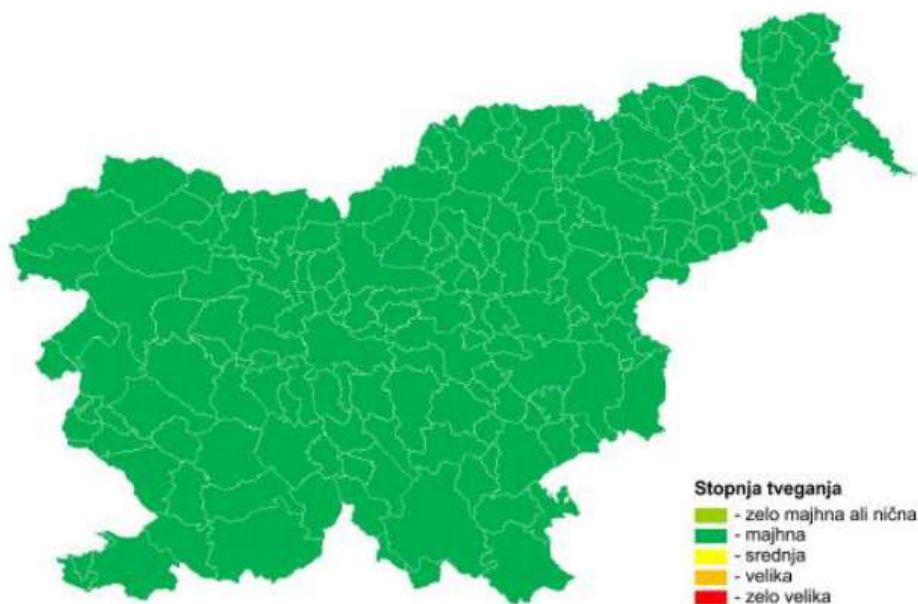 Stopnja tveganja
- zelo majhna ali nična
- majhna
- srednja
- velika
- zelo velika